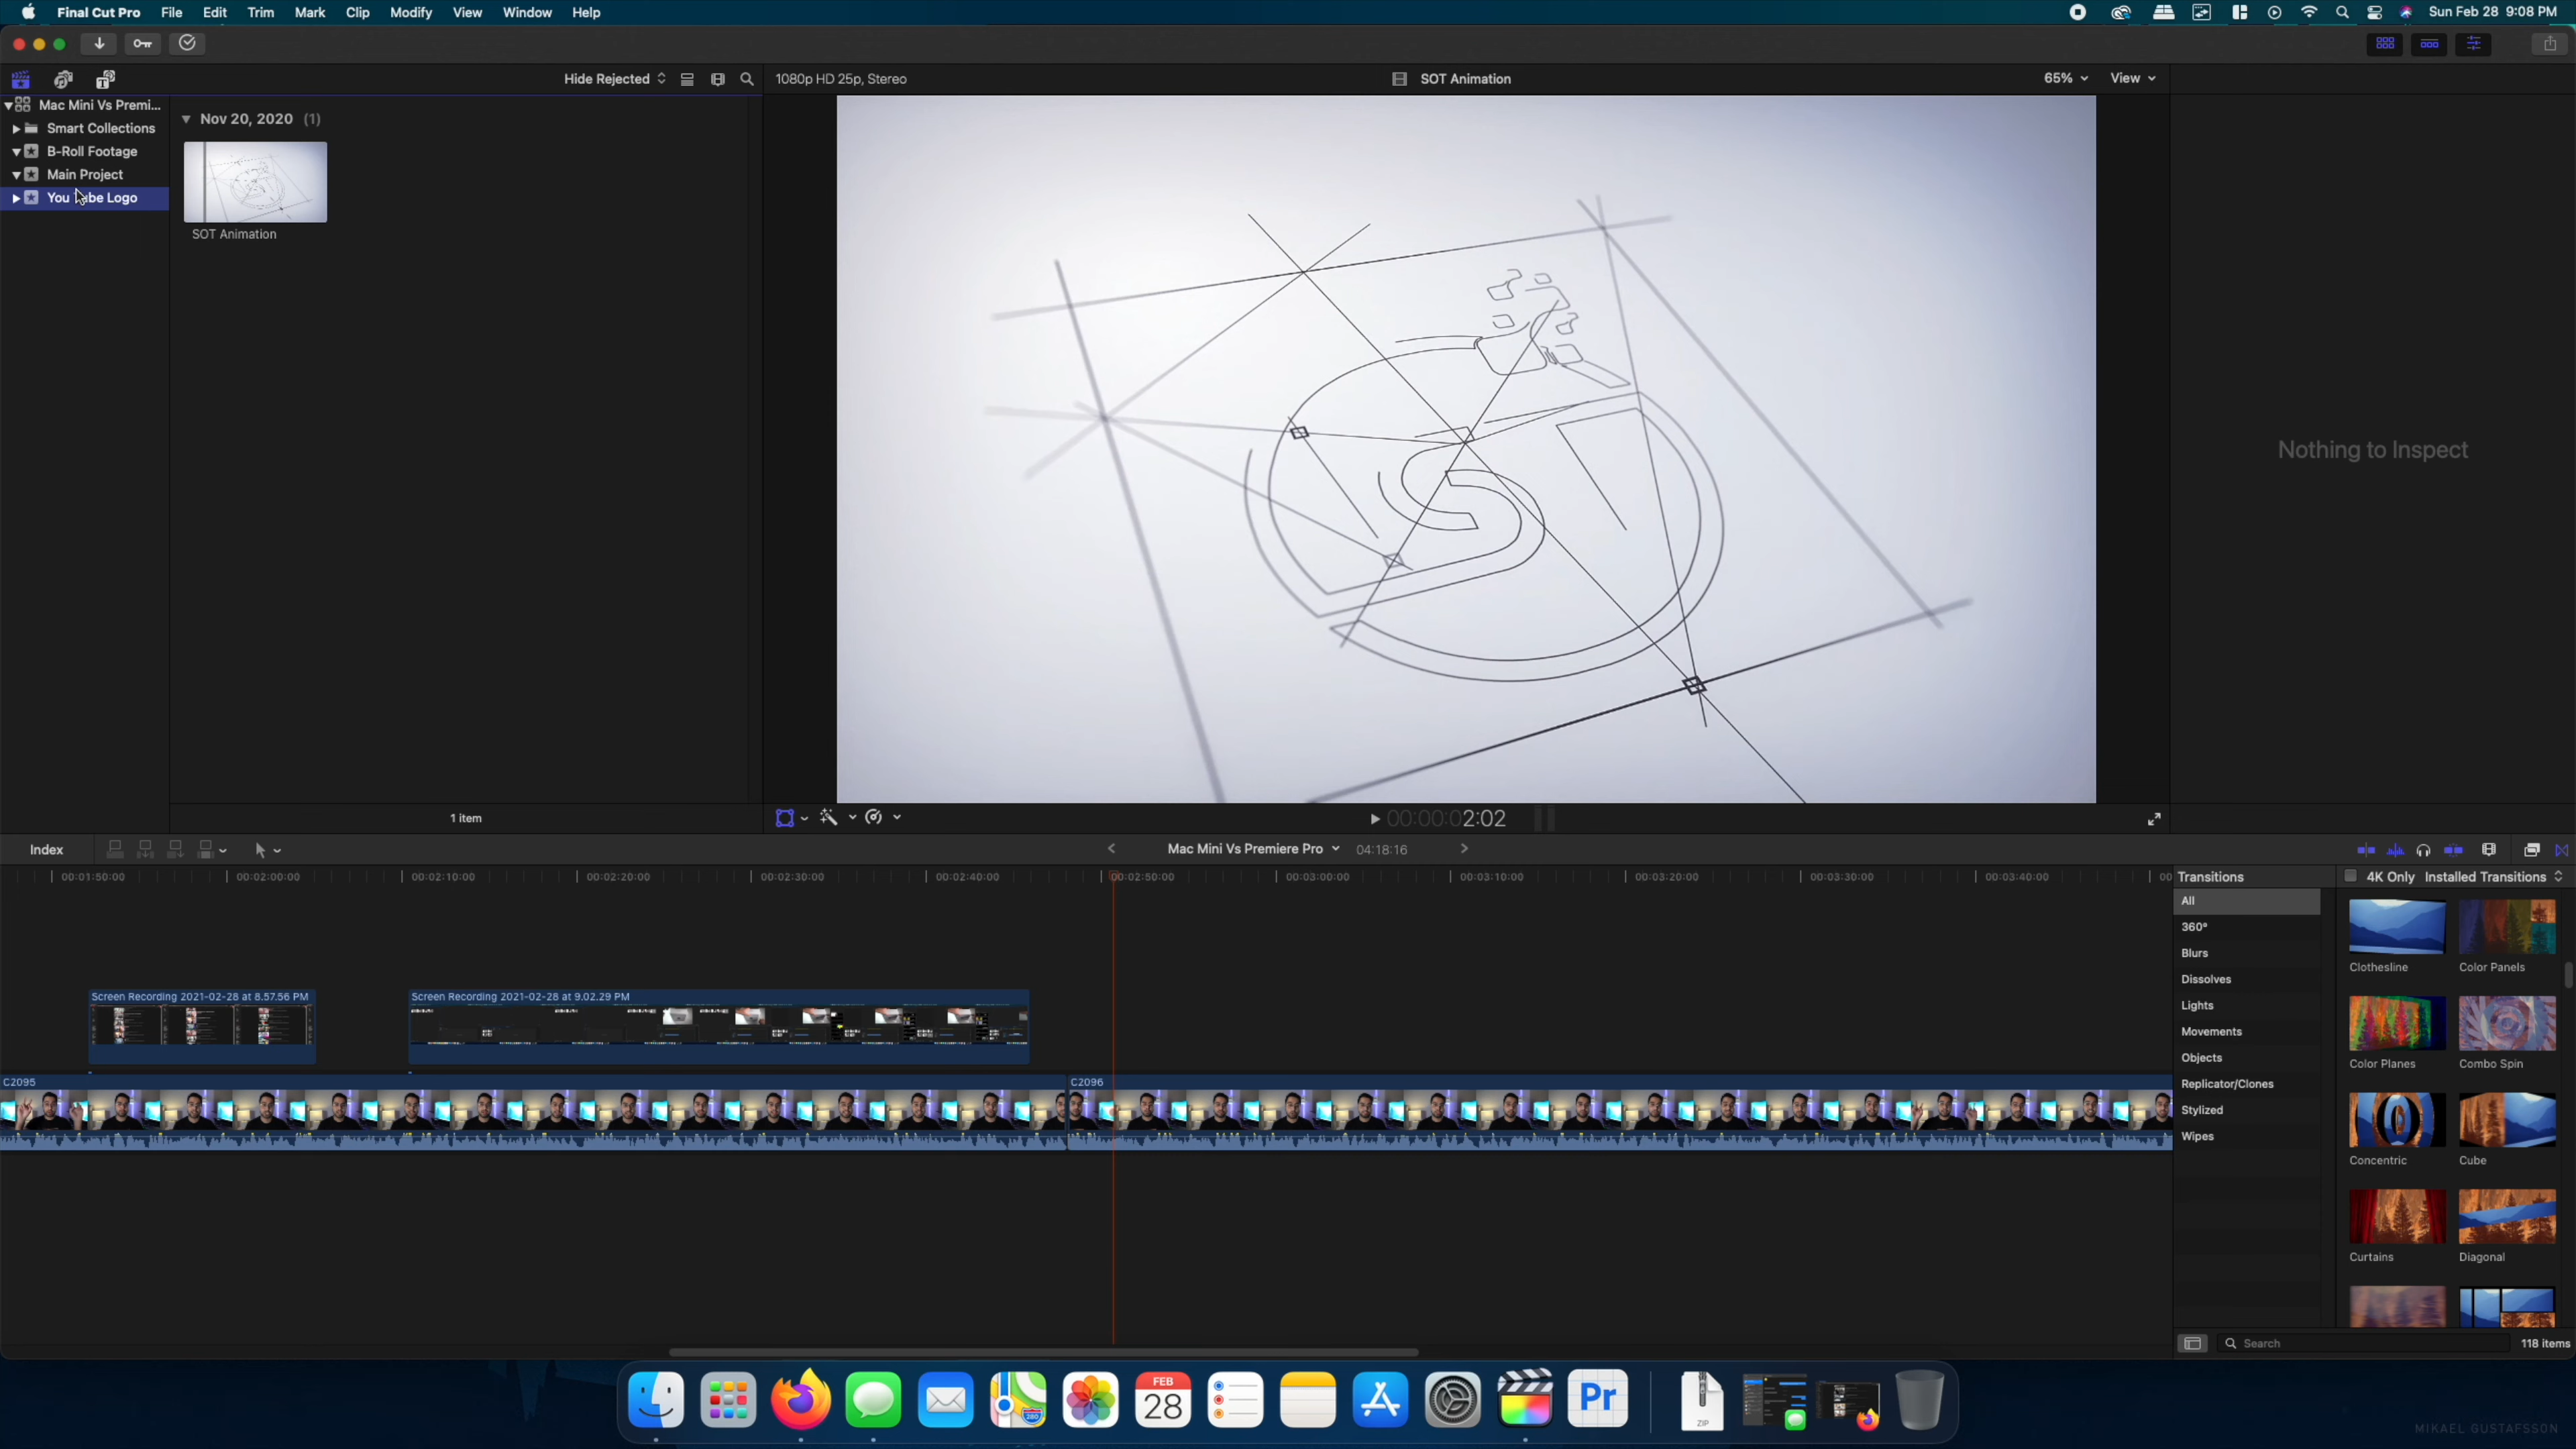 Final Cut Pro File Edit Trim Mark Clip Modify View Window Help Sun Feb 28 9:08 PM
Hide Rejected 1080p HD 25p, Stereo SOT Animation 65% View
Mac Mini Vs Premi...
Smart Collections
B-Roll Footage
Main Project
You Tube Logo
Nov 20, 2020 (1)
SOT Animation
Nothing to Inspect
1 item
00:00:02:02
Index
Mac Mini Vs Premiere Pro 04:18:16
00:01:50:00 00:02:00:00 00:02:10:00 00:02:20:00 00:02:30:00 00:02:40:00 00:02:50:00 00:03:00:00 00:03:10:00 00:03:20:00 00:03:30:00 00:03:40:00 00
Screen Recording 2021-02-28 at 8.57.56 PM
Screen Recording 2021-02-28 at 9.02.29 PM
C2095
C2096
Transitions
4K Only Installed Transitions
All
360°
Blurs
Dissolves
Lights
Movements
Objects
Replicator/Clones
Stylized
Wipes
Clothesline Color Panels
Color Planes Combo Spin
Concentric Cube
Curtains Diagonal
Search 118 items
280
FEB
28
Pr
ZIP
MIKAEL GUSTAFSSON